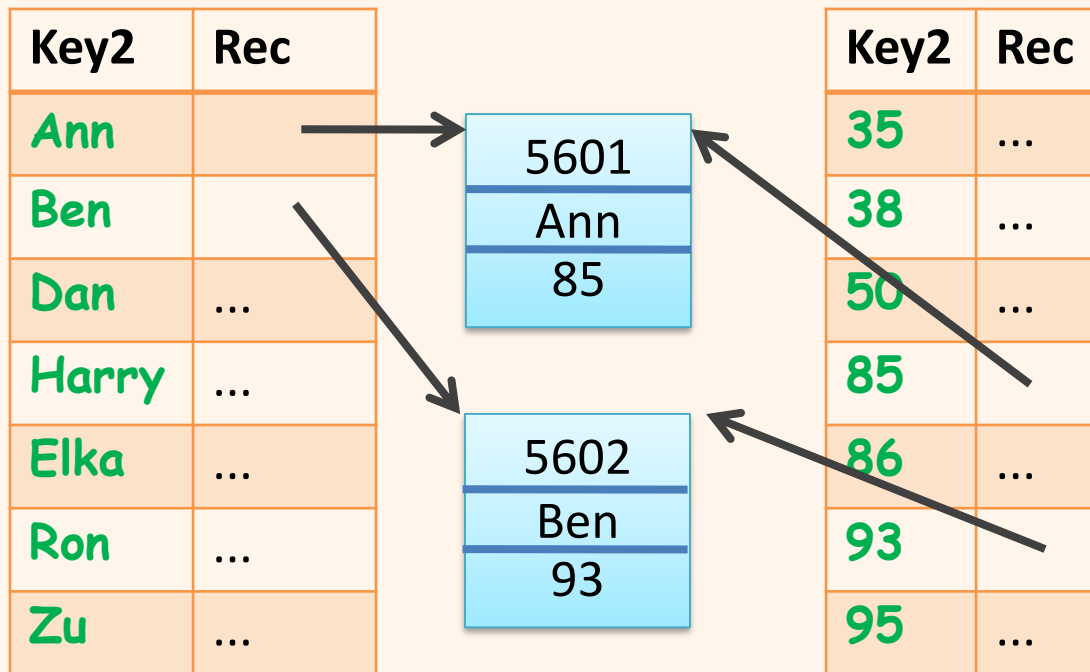 Key2 Rec
Ann
Ben
Dan ...
Harry ...
Elka ...
Ron ...
Zu ...
5601
Ann
85
5602
Ben
93
Key2 Rec
35 ...
38 ...
50 ...
85
86 ...
93
95 ...